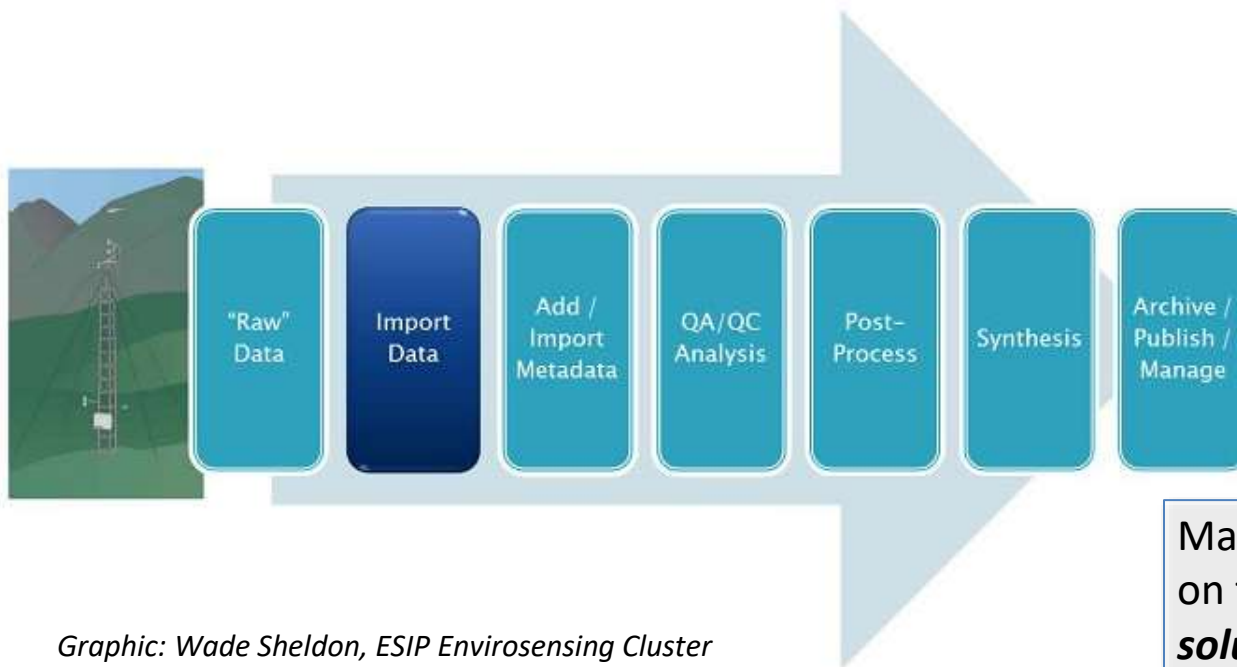 "Raw"
Data
Import
Data
Add /
Import
Metadata
QA/QC
Analysis
Post-
Process
Synthesis
Archive /
Publish /
Manage
Graphic: Wade Sheldon, ESIP Envirosensing Cluster
on